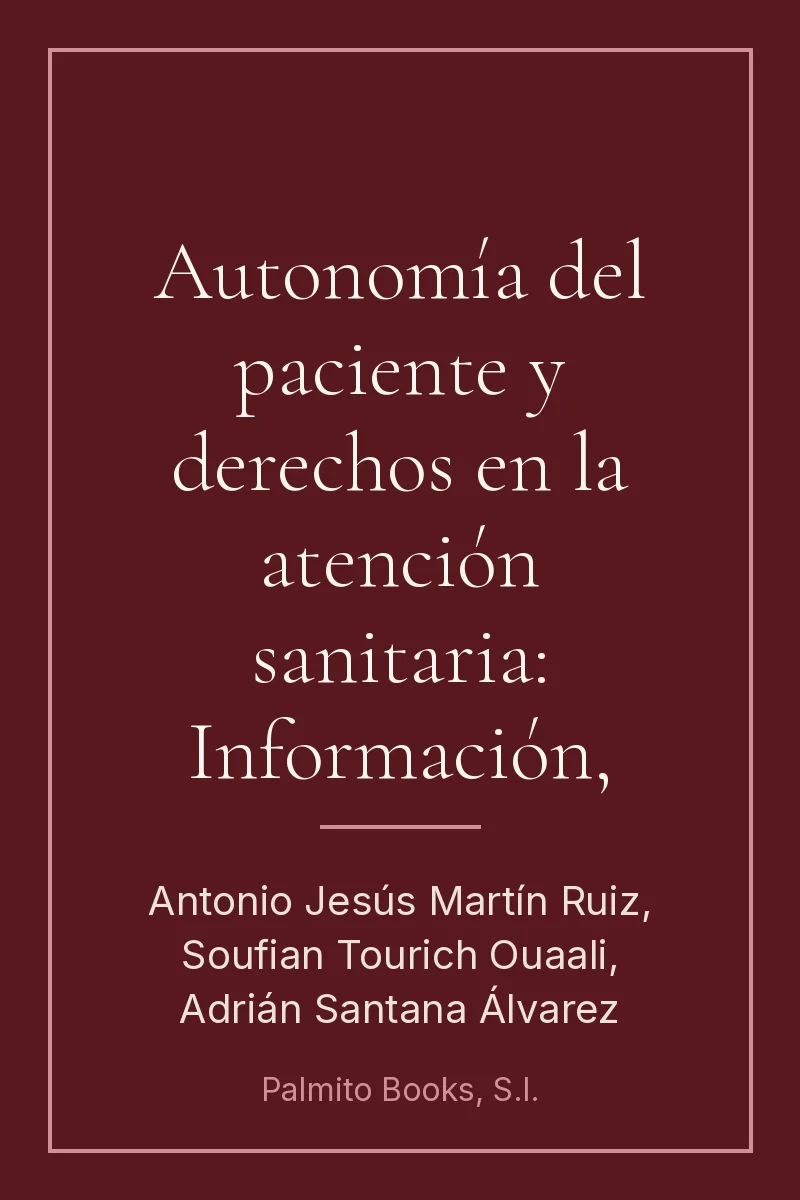 Autonomía del
paciente y
derechos en la
atención
sanitaria:
Información,
Antonio Jesús Martín Ruiz,
Soufian Tourich Ouaali,
Adrián Santana Álvarez
Palmito Books, S.l.